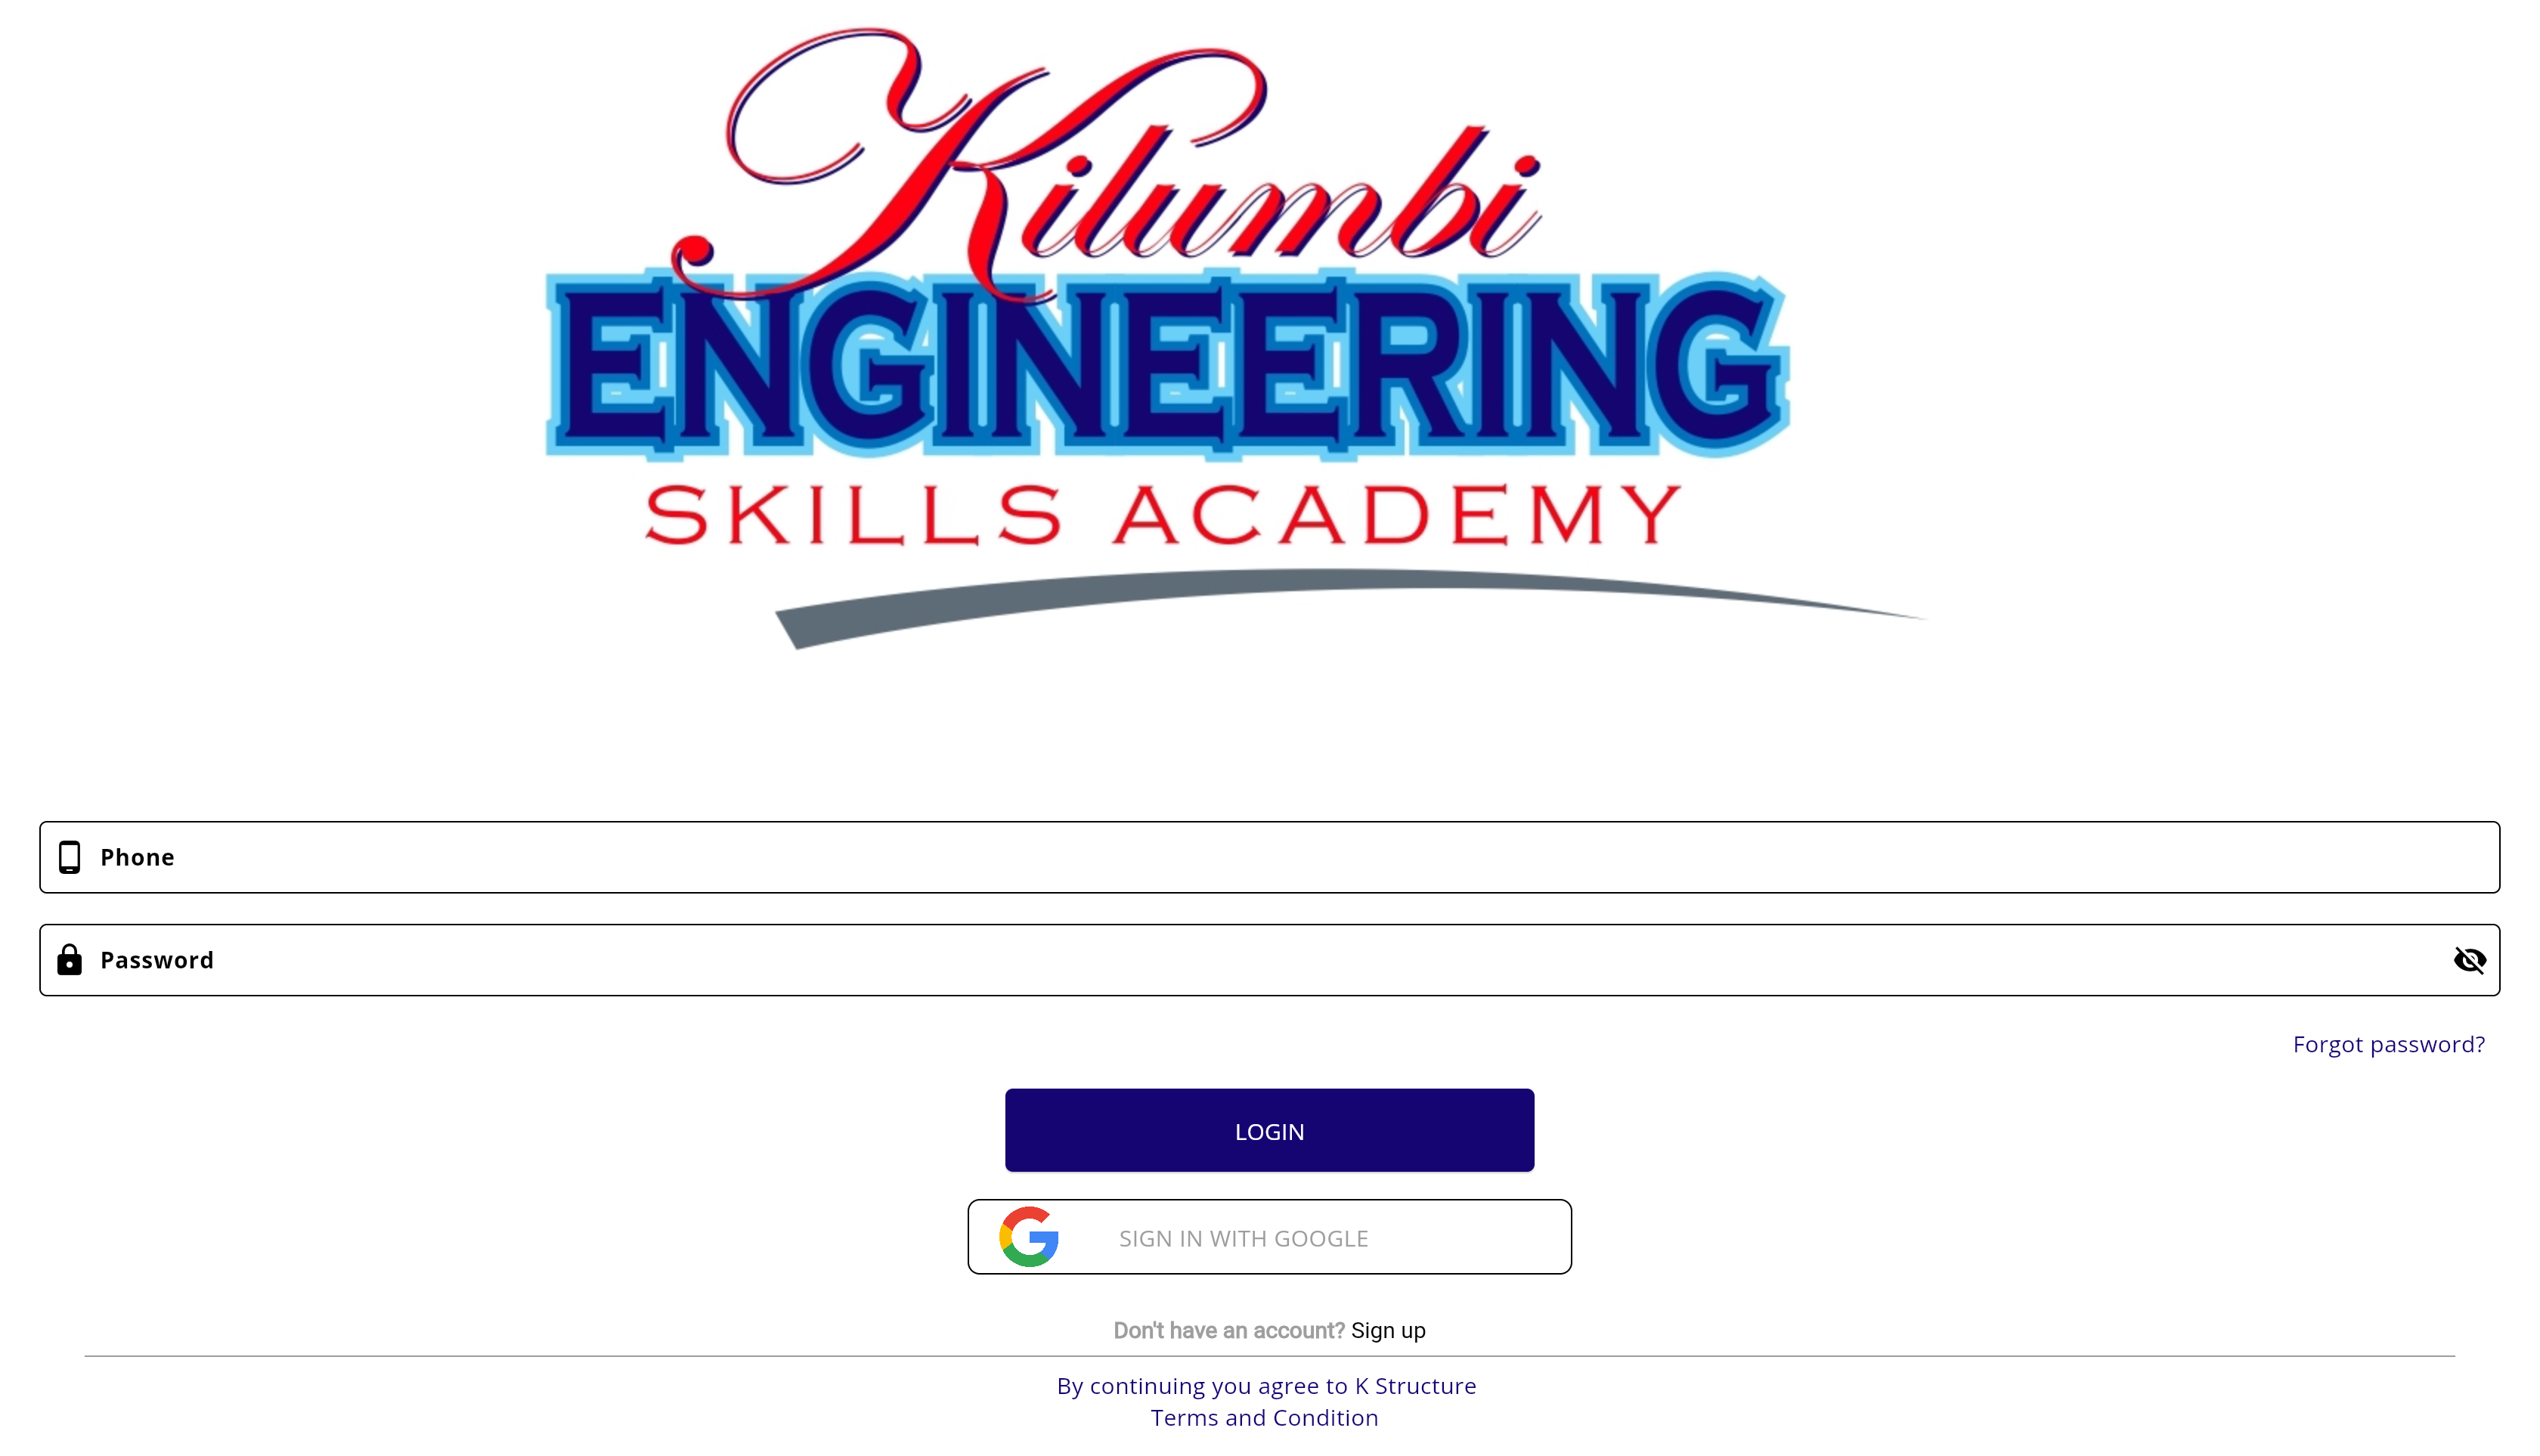 Kilumbi
ENGINEERING
SKILLS ACADEMY
Phone
Password
Forgot password?
LOGIN
SIGN IN WITH GOOGLE
Don't have an account? Sign up
By continuing you agree to K Structure
Terms and Condition